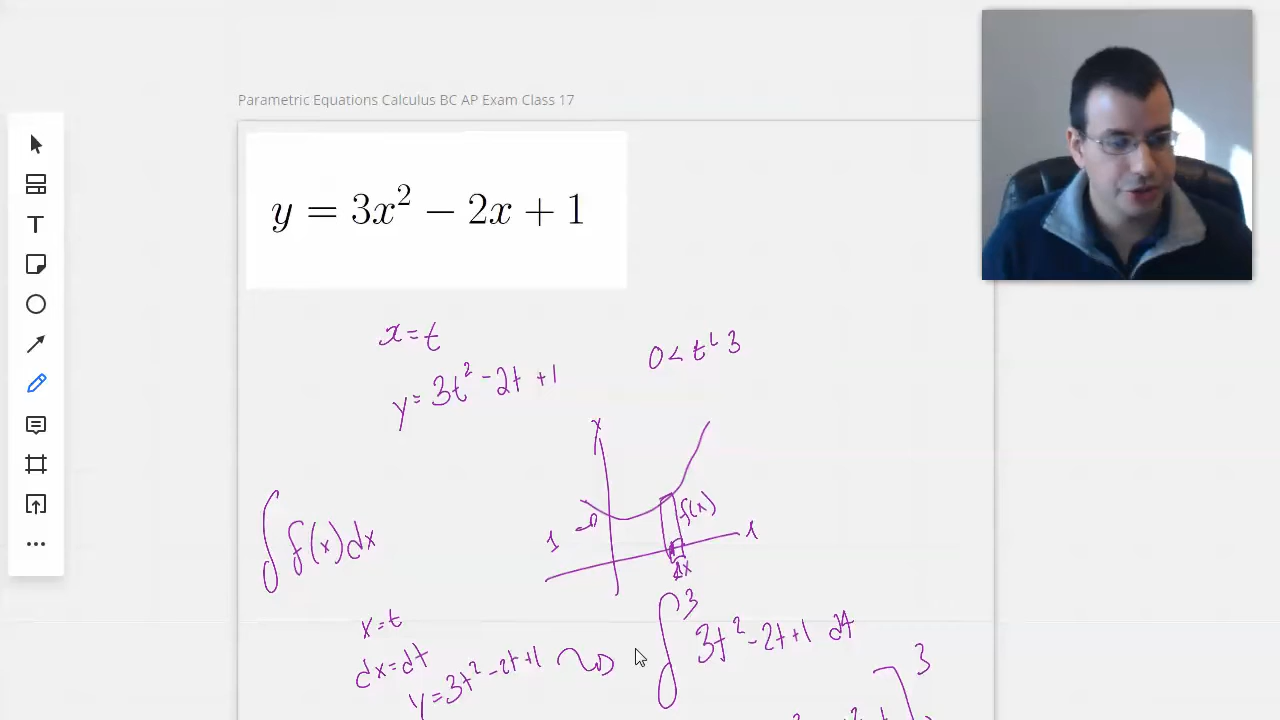 Parametric Equations Calculus BC AP Exam Class 17
y = 3x² − 2x + 1
x=t
0 < t < 3
y= 3t² -2t +1
f(x)
1
dx
∫ f(x)dx
x=t
dx=dt
y=3t² -2t+1
∫ 3 3t² -2t+1 dt
3
T